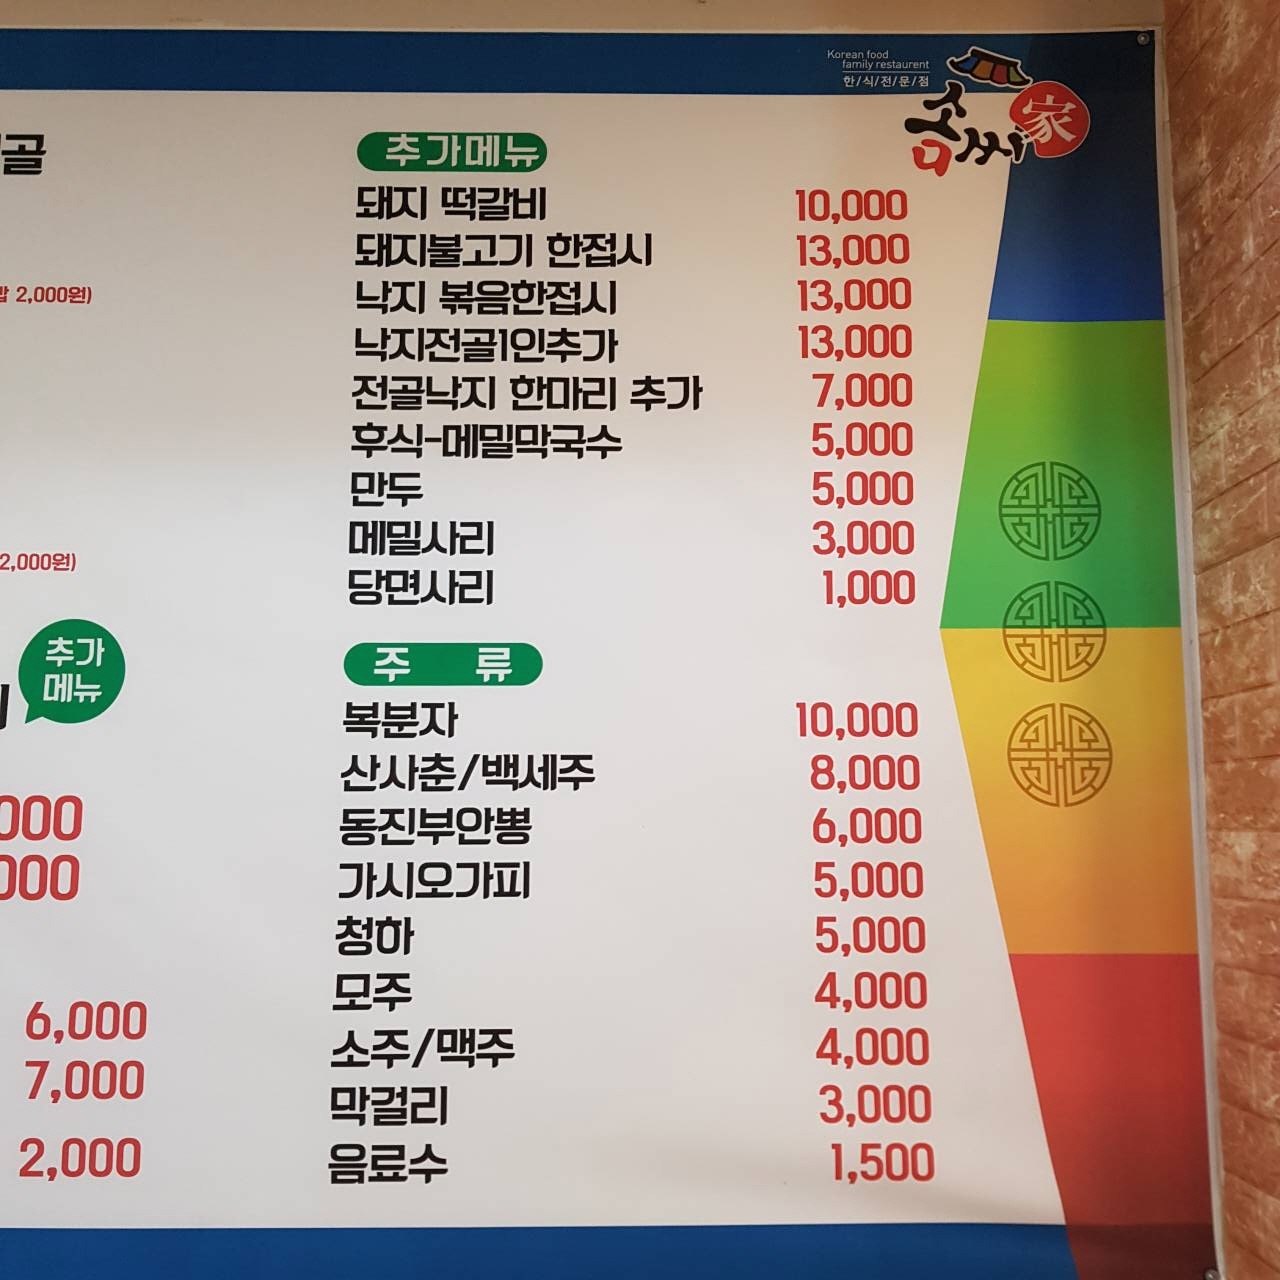 Korean food
family restaurent
한/식/전/문/점
솜씨家
골
2,000원)
2,000원)
추가
메뉴
000
000
6,000
7,000
2,000
추가메뉴
돼지 떡갈비 10,000
돼지불고기 한접시 13,000
낙지 볶음한접시 13,000
낙지전골1인추가 13,000
전골낙지 한마리 추가 7,000
후식-메밀막국수 5,000
만두 5,000
메밀사리 3,000
당면사리 1,000
주 류
복분자 10,000
산사춘/백세주 8,000
동진부안뽕 6,000
가시오가피 5,000
청하 5,000
모주 4,000
소주/맥주 4,000
막걸리 3,000
음료수 1,500